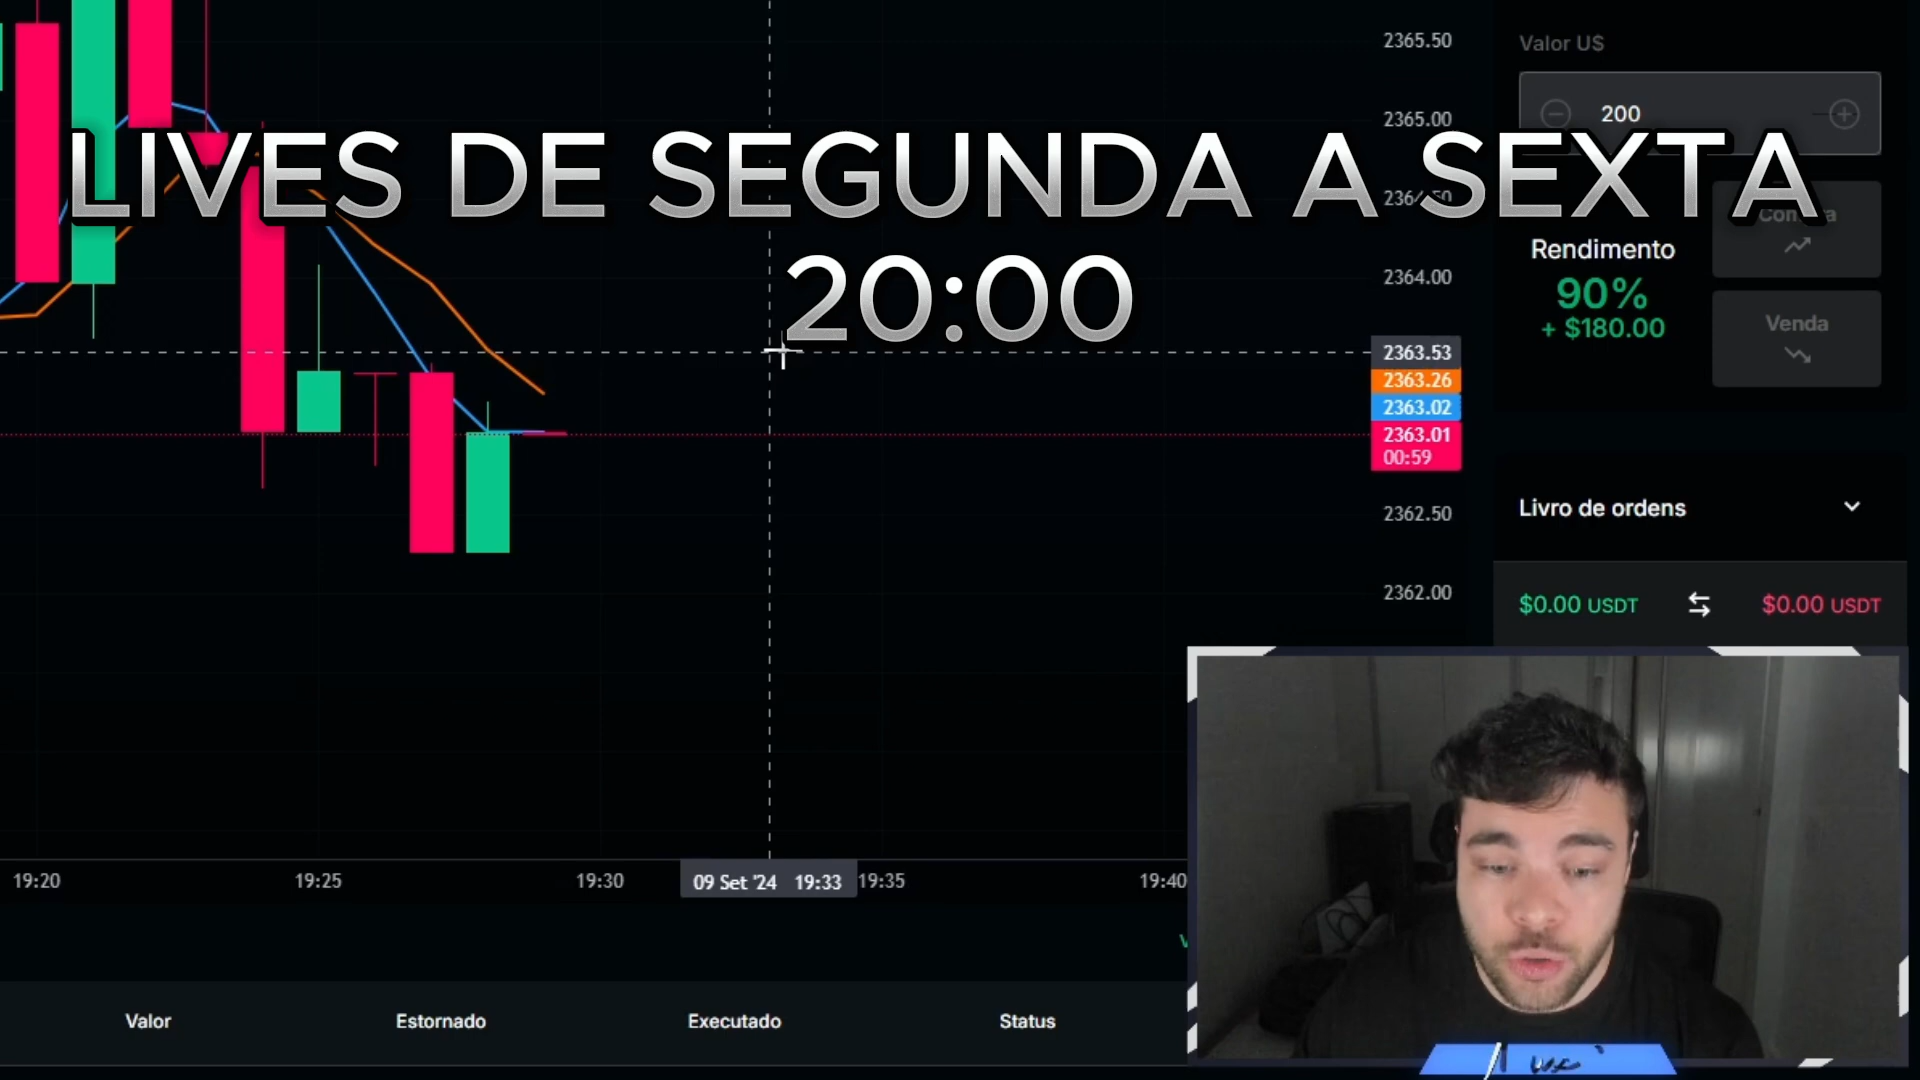 LIVES DE SEGUNDA A SEXTA
20:00
2365.50
2365.00
2364.00
2363.53
2363.26
2363.02
2363.01
00:59
2362.50
2362.00
Valor U$
200
Rendimento
90%
+ $180.00
Venda
Livro de ordens
$0.00 USDT
$0.00 USDT
19:20
19:25
19:30
09 Set '24 19:33
19:35
19:40
Valor
Estornado
Executado
Status